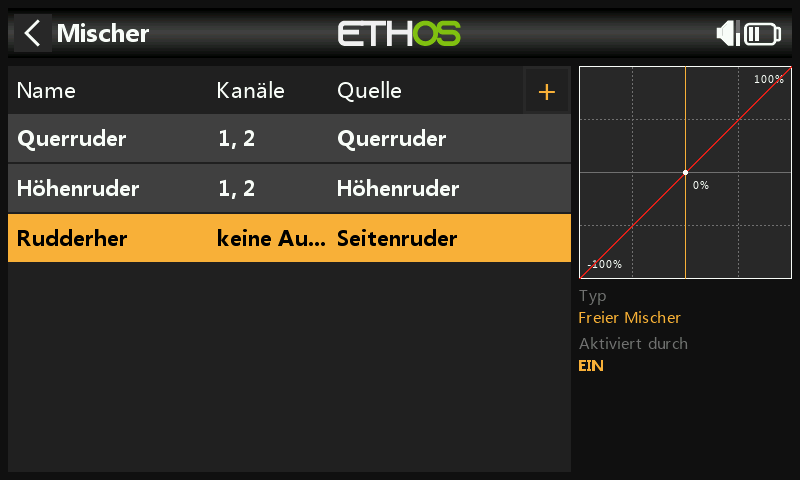 Mischer
ETHOS
Name Kanäle Quelle +
Querruder 1, 2 Querruder
Höhenruder 1, 2 Höhenruder
Rudderher keine Au... Seitenruder
100%
0%
-100%
Typ
Freier Mischer
Aktiviert durch
EIN